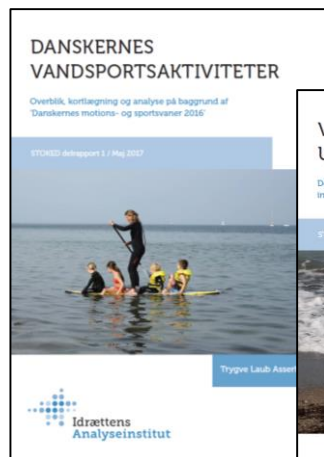 DANSKERNES
VANDSPORTSAKTIVITETER
Overblik, kortlægning og analyse på baggrund af
'Danskernes motions- og sportsvaner 2016'
STOKED delrapport 1 / Maj 2017
Trygve Laub
Idrættens
Analyseinstitut